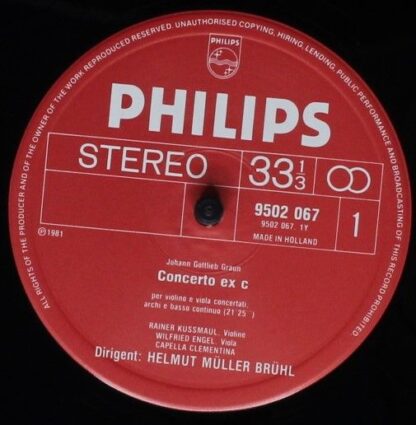 ALL RIGHTS OF THE PRODUCER AND OF THE OWNER OF THE WORK REPRODUCED RESERVED. UNAUTHORISED COPYING, HIRING, LENDING, PUBLIC PERFORMANCE AND BROADCASTING OF THIS RECORD PROHIBITED
PHILIPS
PHILIPS
STEREO
33 1/3
9502 067
9502 067.1Y
MADE IN HOLLAND
1
℗1981
Johann Gottlieb Graun
Concerto ex c
per violino e viola concertati,
archi e basso continuo (21'25")
RAINER KUSSMAUL, Violine
WILFRIED ENGEL, Viola
CAPELLA CLEMENTINA
Dirigent: HELMUT MÜLLER BRÜHL